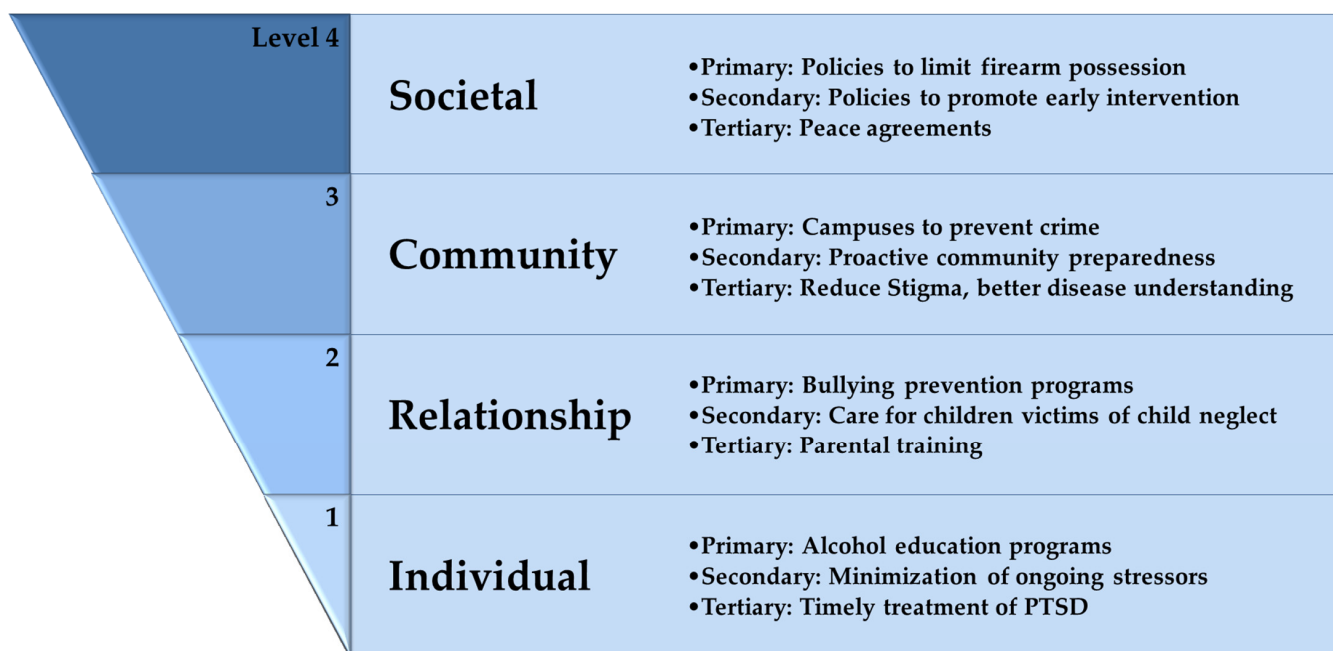 Level 4
Societal
•Primary: Policies to limit firearm possession
•Secondary: Policies to promote early intervention
•Tertiary: Peace agreements
3
Community
•Primary: Campuses to prevent crime
•Secondary: Proactive community preparedness
•Tertiary: Reduce Stigma, better disease understanding
2
Relationship
•Primary: Bullying prevention programs
•Secondary: Care for children victims of child neglect
•Tertiary: Parental training
1
Individual
•Primary: Alcohol education programs
•Secondary: Minimization of ongoing stressors
•Tertiary: Timely treatment of PTSD